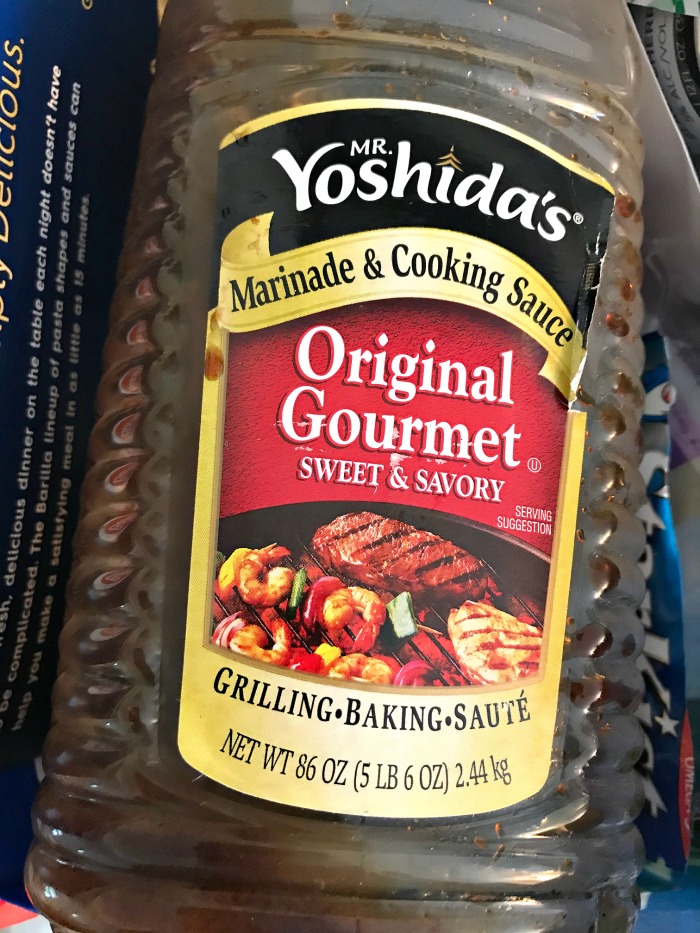 MR.
Yoshida's®
Marinade & Cooking Sauce
Original
Gourmet
SWEET & SAVORY
SERVING
SUGGESTION
GRILLING•BAKING•SAUTÉ
NET WT 86 OZ (5 LB 6 OZ) 2.44 kg
Delicious.
delicious dinner on the table each night doesn't have
be complicated. The Barilla lineup of pasta shapes and sauces can
help you make a satisfying meal in as little as 15 minutes.